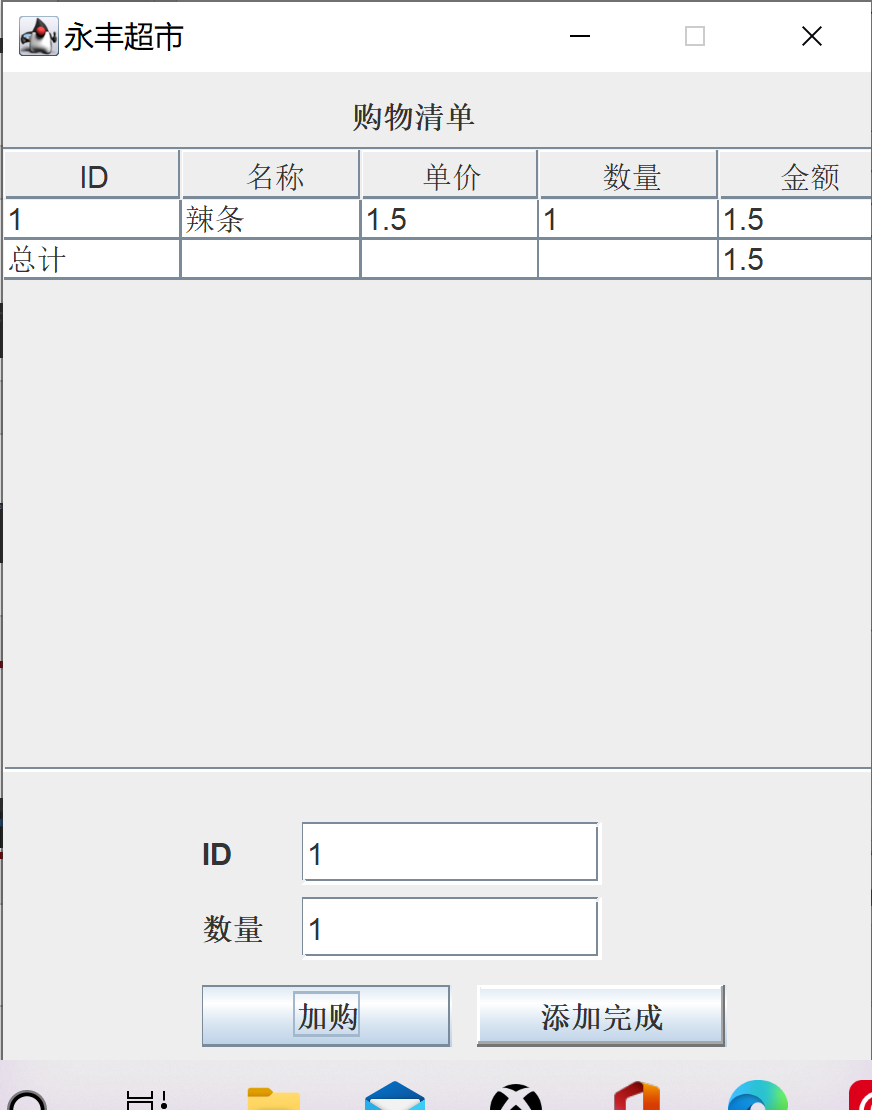 永丰超市
购物清单
ID 名称 单价 数量 金额
1 辣条 1.5 1 1.5
总计 1.5
ID 1
数量 1
加购 添加完成